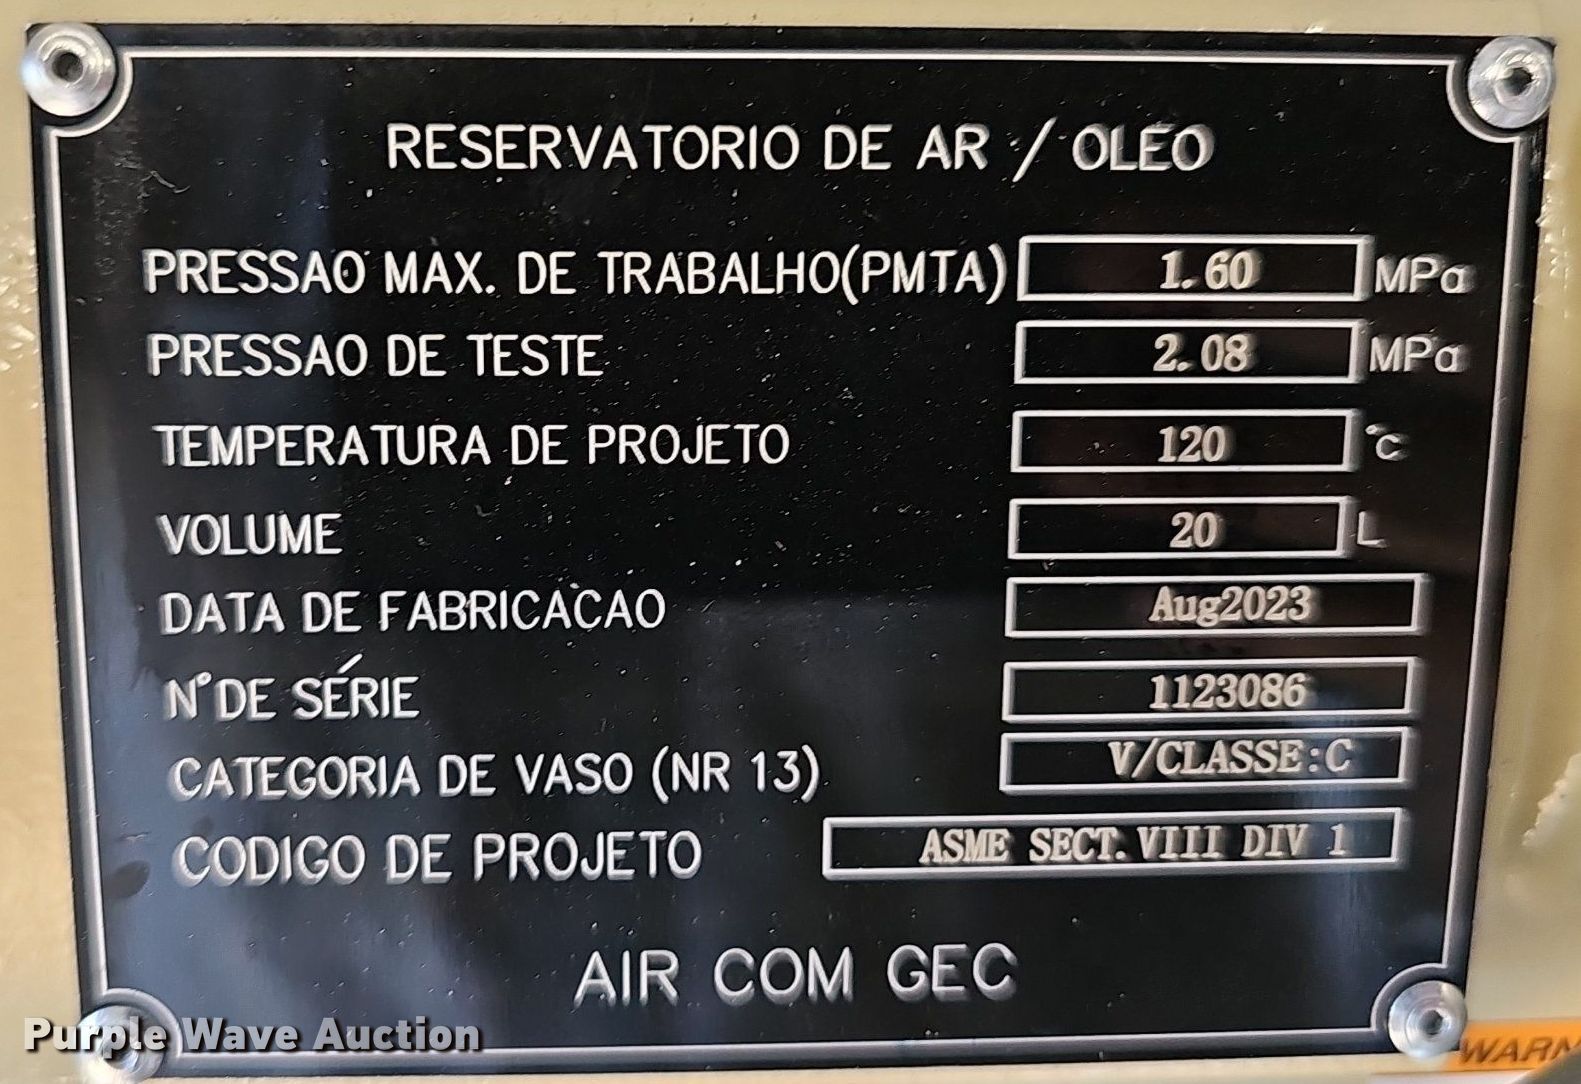 RESERVATORIO DE AR / OLEO
PRESSAO MAX. DE TRABALHO(PMTA) 1.60 MPa
PRESSAO DE TESTE 2.08 MPa
TEMPERATURA DE PROJETO 120 °C
VOLUME 20 L
DATA DE FABRICACAO Aug2023
N° DE SÉRIE 1123086
CATEGORIA DE VASO (NR 13) V/CLASSE:C
CODIGO DE PROJETO ASME SECT. VIII DIV 1
AIR COM GEC
Purple Wave Auction